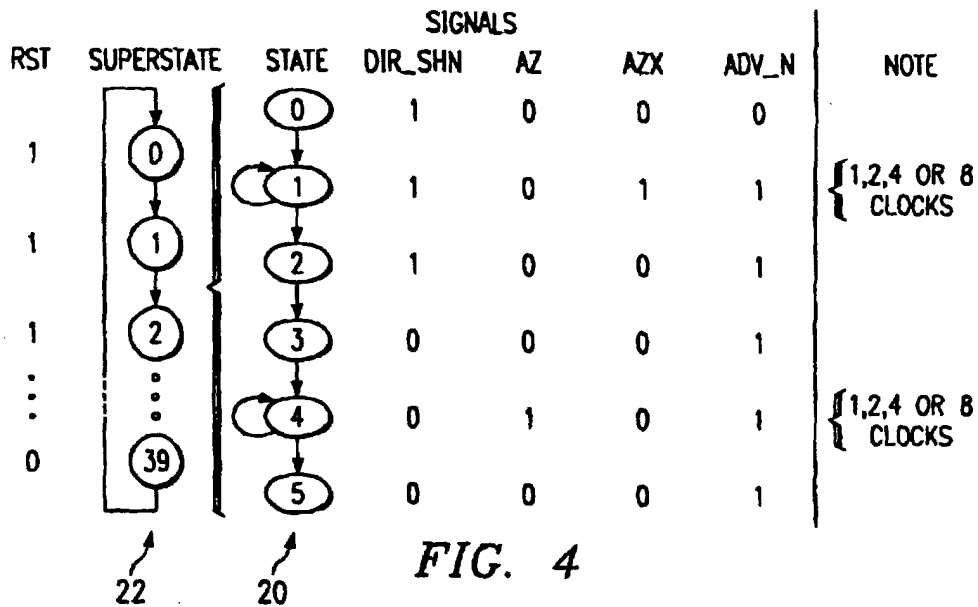 SIGNALS
RST SUPERSTATE STATE DIR_SHN AZ AZX ADV_N NOTE
0 1 0 0 0
1 0
1 1 0 1 1 1,2,4 OR 8
CLOCKS
1 1
2 1 0 0 1
1 2 3 0 0 0 1
4 0 1 0 1 1,2,4 OR 8
CLOCKS
0 39
5 0 0 0 1
22 20 FIG. 4